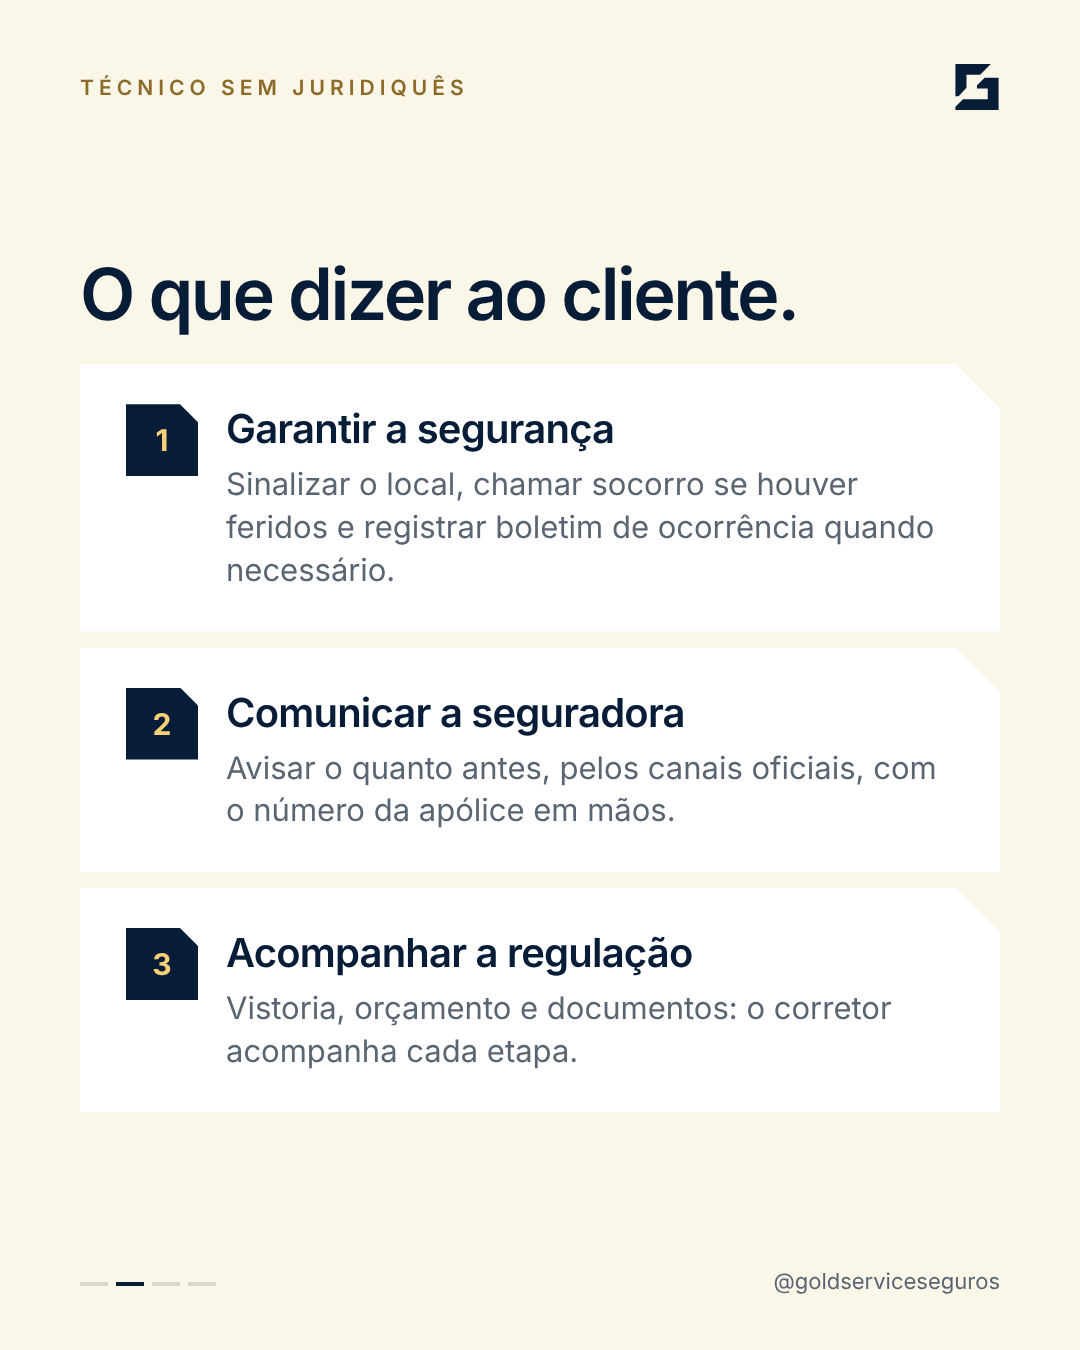 TÉCNICO SEM JURIDIQUÊS
O que dizer ao cliente.
1
Garantir a segurança
Sinalizar o local, chamar socorro se houver
feridos e registrar boletim de ocorrência quando
necessário.
2
Comunicar a seguradora
Avisar o quanto antes, pelos canais oficiais, com
o número da apólice em mãos.
3
Acompanhar a regulação
Vistoria, orçamento e documentos: o corretor
acompanha cada etapa.
@goldserviceseguros